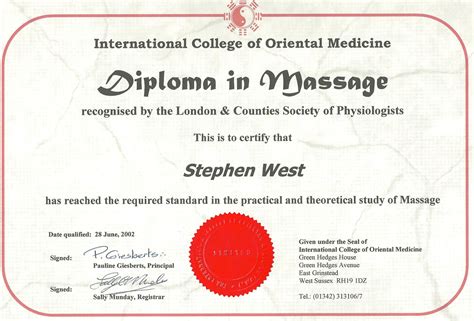 International College of Oriental Medicine
Diploma in Massage
recognised by the London & Counties Society of Physiologists
This is to certify that
Stephen West
has reached the required standard in the practical and theoretical study of Massage
Date qualified: 28 June, 2002
Signed: P. Giesberts
Pauline Giesberts, Principal
Signed:
Sally Munday, Registrar
Given under the Seal of
International College of Oriental Medicine
Green Hedges House
Green Hedges Avenue
East Grinstead
West Sussex RH19 1DZ
Tel: (01342) 313106/7